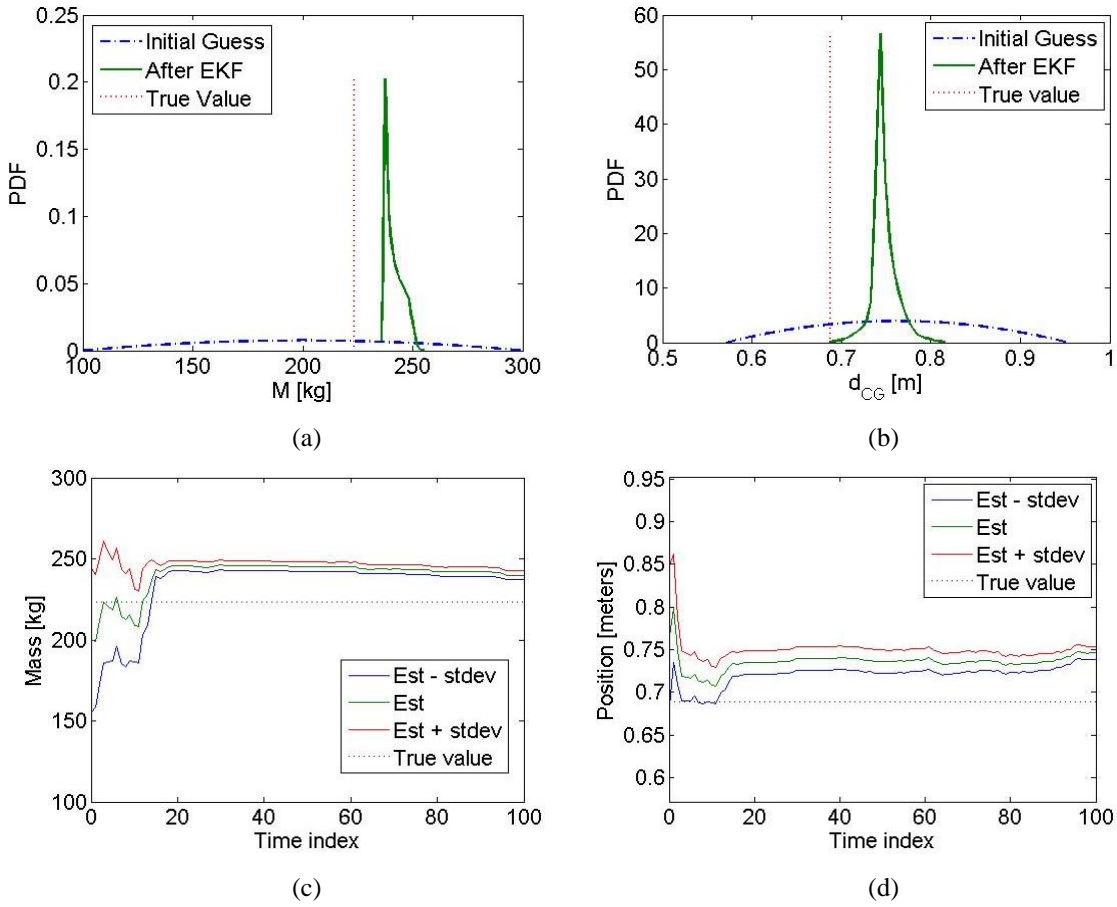 0.25
0.2
0.15
0.1
0.05
0
PDF
Initial Guess
After EKF
True Value
100 150 200 250 300
M [kg]
(a)
60
50
40
30
20
10
0
PDF
Initial Guess
After EKF
True value
0.5 0.6 0.7 0.8 0.9 1
dCG [m]
(b)
300
250
200
150
100
Mass [kg]
Est - stdev
Est
Est + stdev
True value
0 20 40 60 80 100
Time index
(c)
0.95
0.9
0.85
0.8
0.75
0.7
0.65
0.6
Position [meters]
Est - stdev
Est
Est + stdev
True value
0 20 40 60 80 100
Time index
(d)